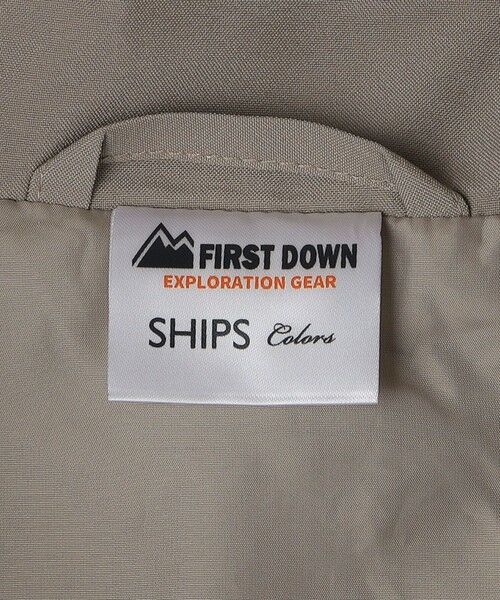 FIRST DOWN
EXPLORATION GEAR
SHIPS Colors